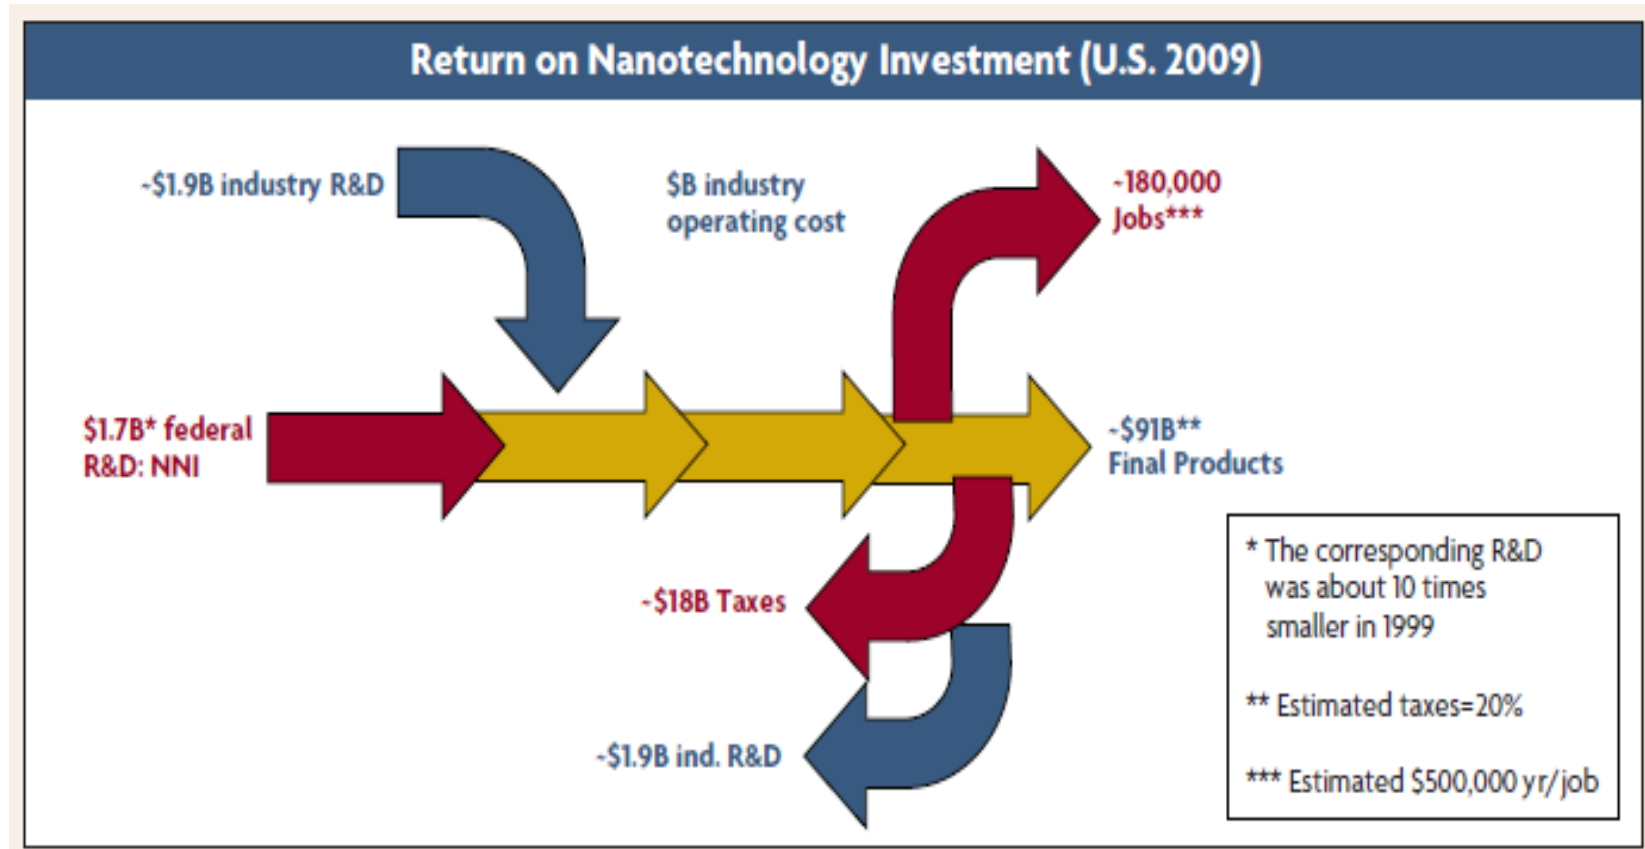 Return on Nanotechnology Investment (U.S. 2009)
~$1.9B industry R&D
$B industry
operating cost
~180,000
Jobs***
$1.7B* federal
R&D: NNI
~$91B**
Final Products
~$18B Taxes
~$1.9B ind. R&D
* The corresponding R&D
was about 10 times
smaller in 1999
** Estimated taxes=20%
*** Estimated $500,000 yr/job